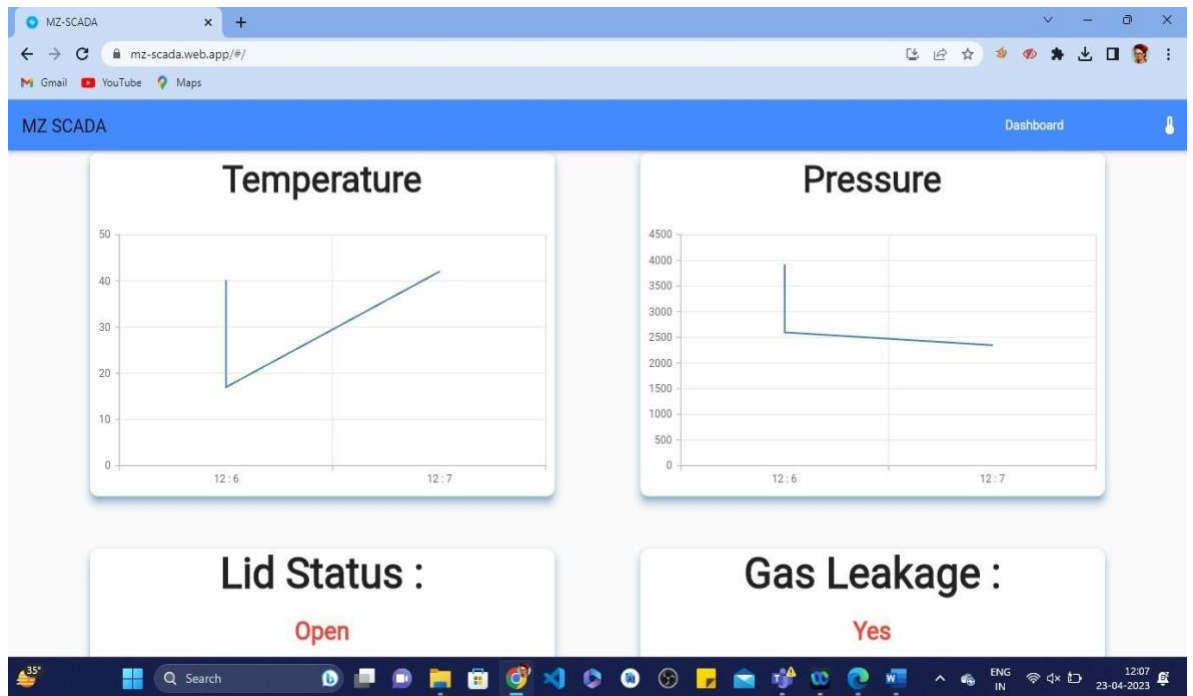 MZ-SCADA
mz-scada.web.app/#/
Gmail YouTube Maps
MZ SCADA
Dashboard
Temperature
50
40
30
20
10
0
12 : 6 12 : 7
Pressure
4500
4000
3500
3000
2500
2000
1500
1000
500
0
12 : 6 12 : 7
Lid Status :
Open
Gas Leakage :
Yes
35°
Search
ENG
IN
12:07
23-04-2023